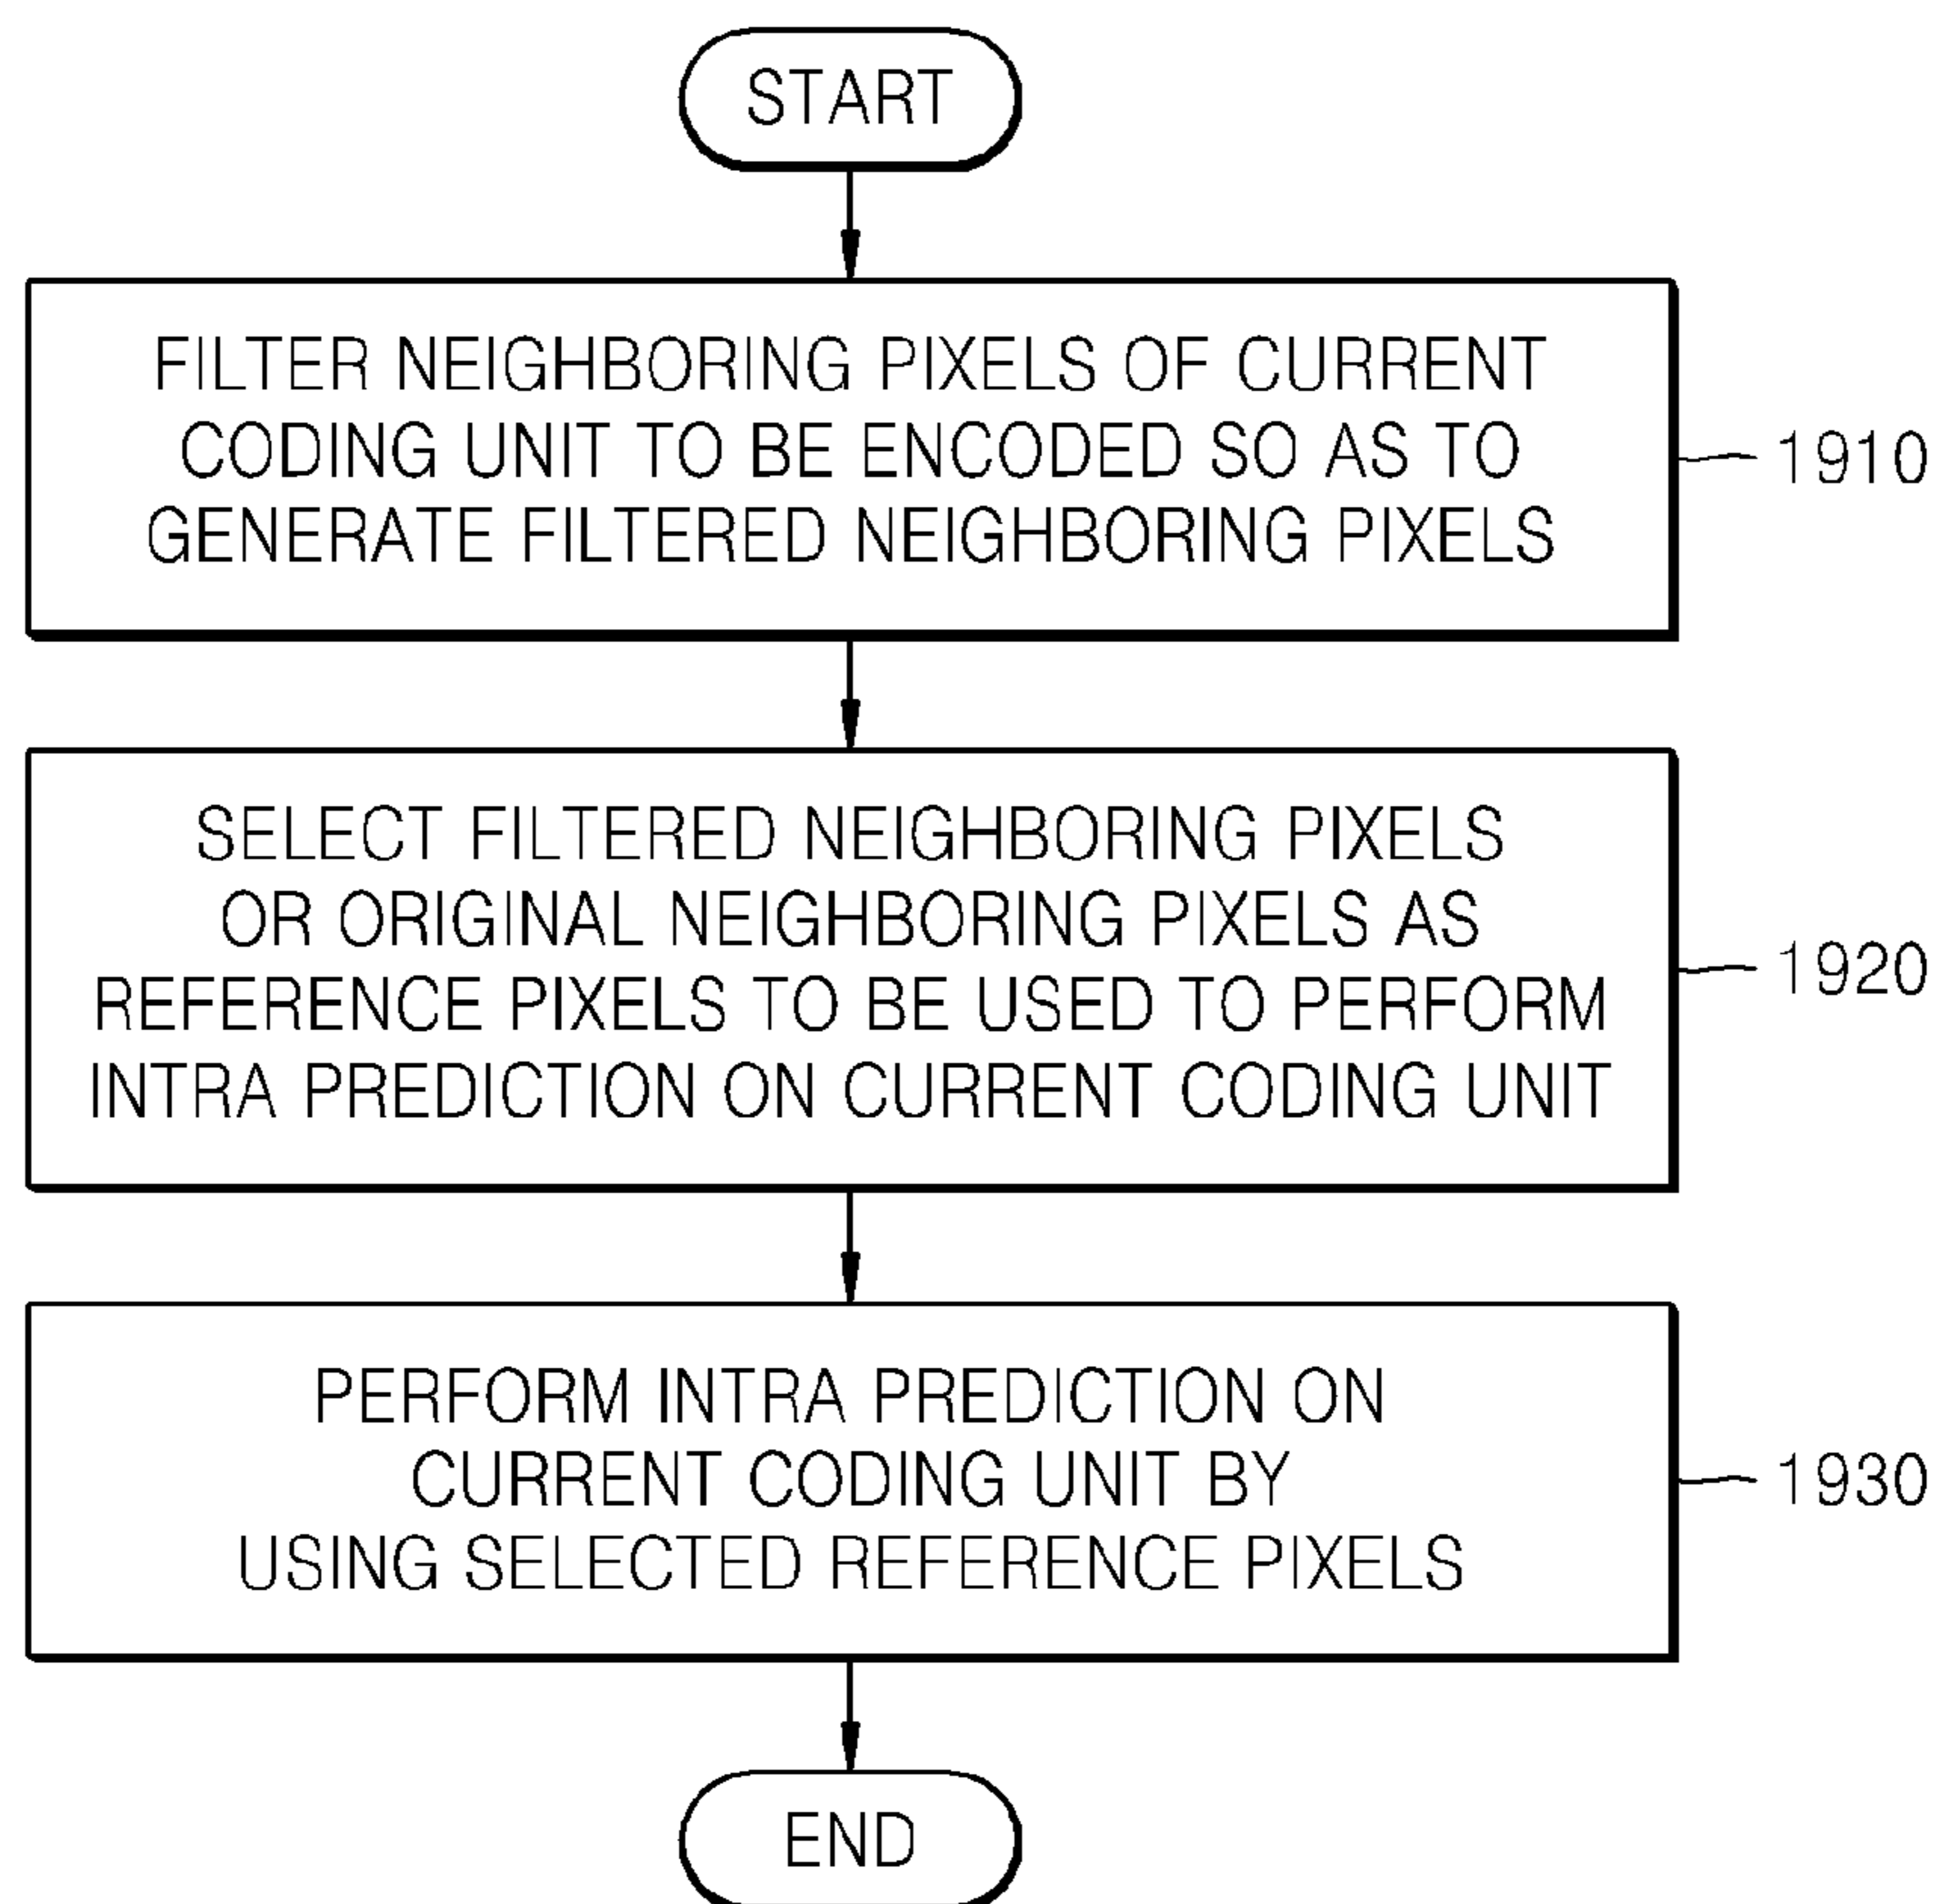 START
FILTER NEIGHBORING PIXELS OF CURRENT
CODING UNIT TO BE ENCODED SO AS TO
GENERATE FILTERED NEIGHBORING PIXELS
1910
SELECT FILTERED NEIGHBORING PIXELS
OR ORIGINAL NEIGHBORING PIXELS AS
REFERENCE PIXELS TO BE USED TO PERFORM
INTRA PREDICTION ON CURRENT CODING UNIT
1920
PERFORM INTRA PREDICTION ON
CURRENT CODING UNIT BY
USING SELECTED REFERENCE PIXELS
1930
END